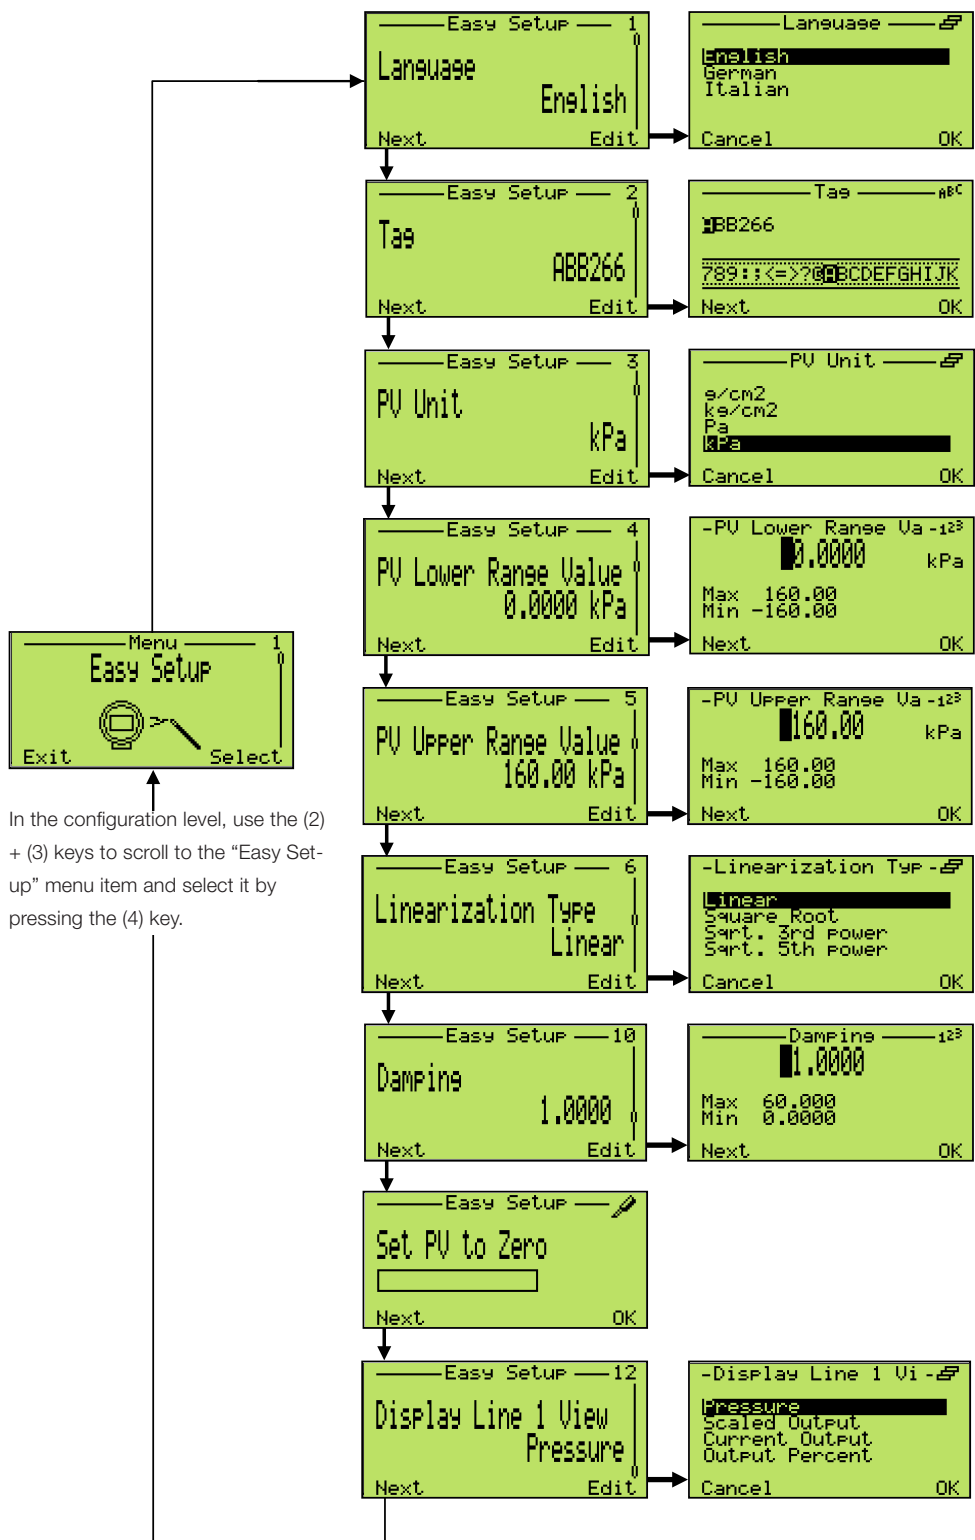 Easy Setup 1
Language
English
Next Edit
Language
English
German
Italian
Cancel OK
Easy Setup 2
Tag
ABB266
Next Edit
Tag ABC
ABB266
789:;<=>?@ABCDEFGHIJK
Next OK
Easy Setup 3
PV Unit
kPa
Next Edit
PV Unit
g/cm2
kg/cm2
Pa
kPa
Cancel OK
Easy Setup 4
PV Lower Range Value
0.0000 kPa
Next Edit
-PV Lower Range Va-123
0.0000 kPa
Max 160.00
Min -160.00
Next OK
Menu 1
Easy Setup
Exit Select
In the configuration level, use the (2)
+ (3) keys to scroll to the “Easy Set-
up” menu item and select it by
pressing the (4) key.
Easy Setup 5
PV Upper Range Value
160.00 kPa
Next Edit
-PV Upper Range Va-123
160.00 kPa
Max 160.00
Min -160.00
Next OK
Easy Setup 6
Linearization Type
Linear
Next Edit
-Linearization Typ-
Linear
Square Root
Sqrt. 3rd power
Sqrt. 5th power
Cancel OK
Easy Setup 10
Damping
1.0000
Next Edit
Damping 123
1.0000
Max 60.000
Min 0.0000
Next OK
Easy Setup
Set PV to Zero
Next OK
Easy Setup 12
Display Line 1 View
Pressure
Next Edit
-Display Line 1 Vi-
Pressure
Scaled Output
Current Output
Output Percent
Cancel OK